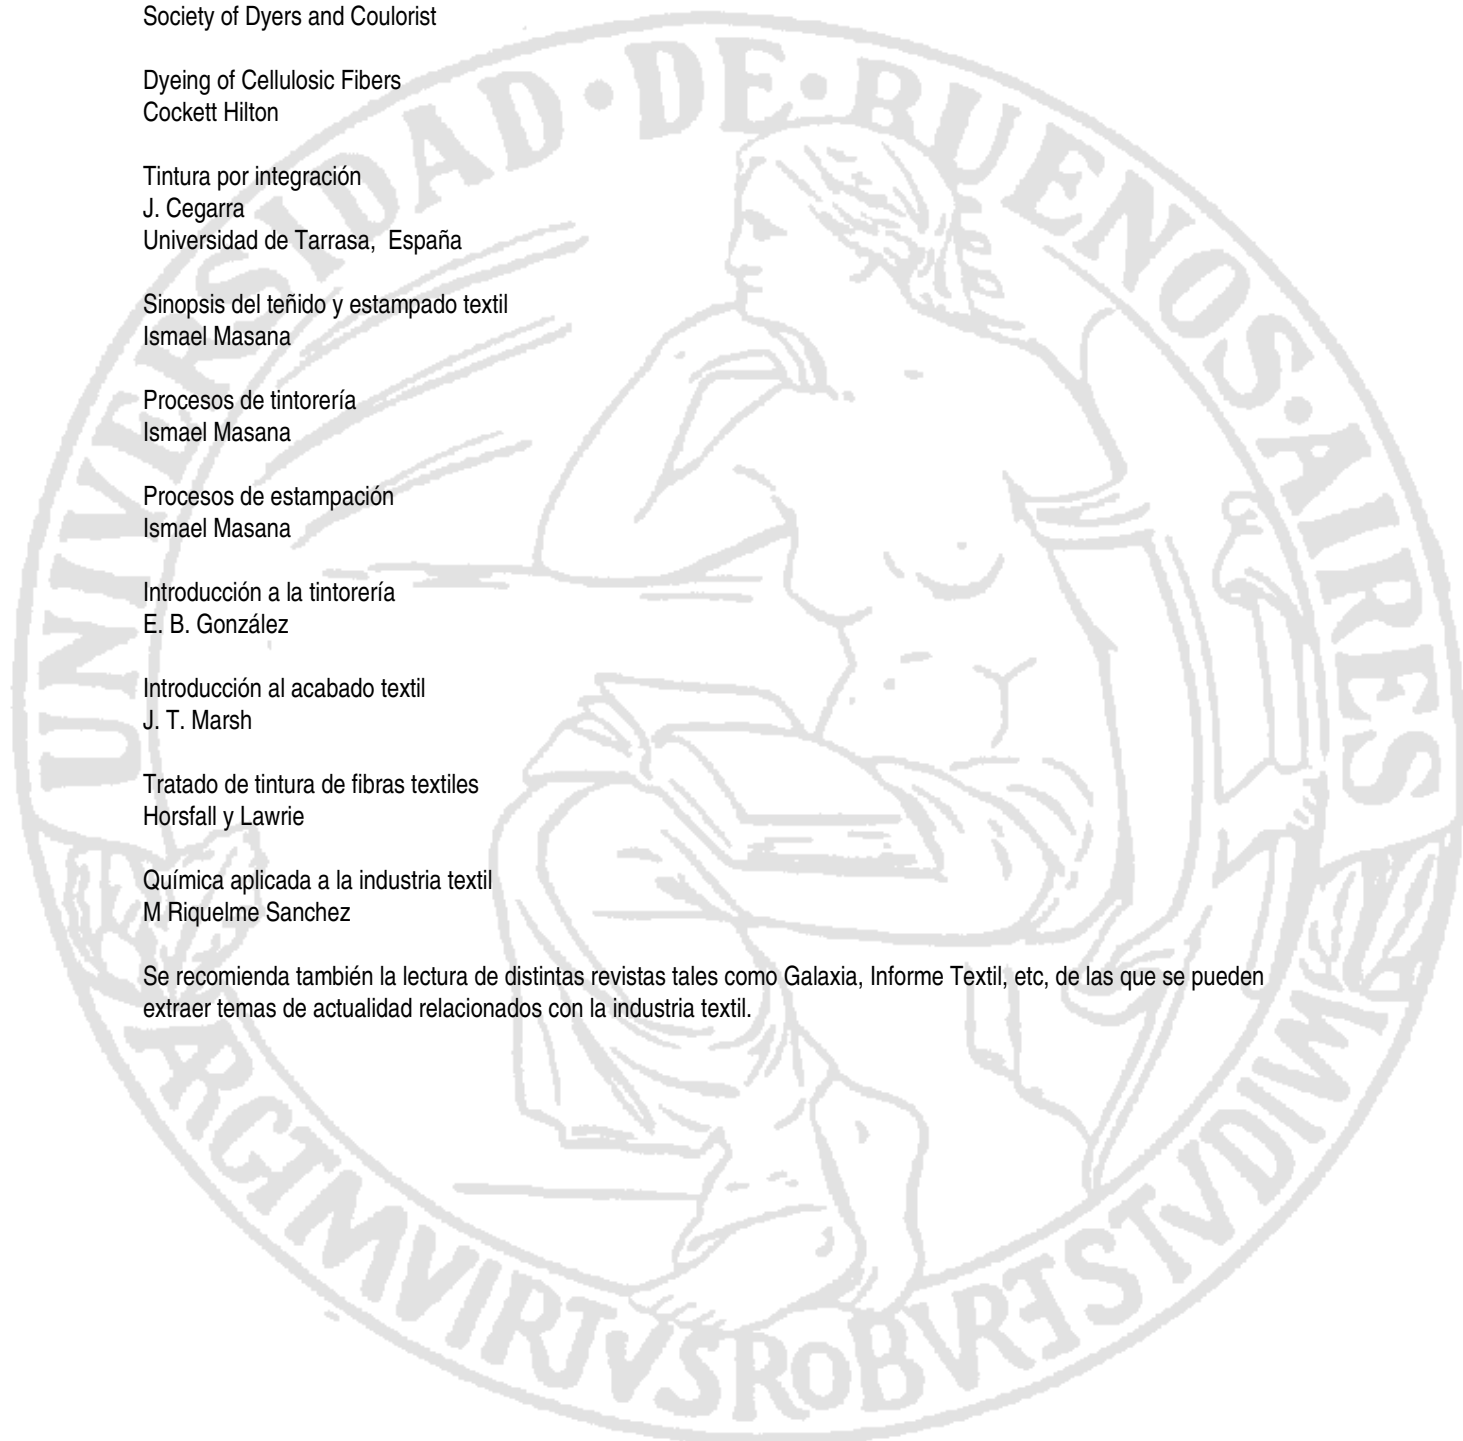 Society of Dyers and Coulorist
Dyeing of Cellulosic Fibers
Cockett Hilton
Tintura por integración
J. Cegarra
Universidad de Tarrasa, España
Sinopsis del teñido y estampado textil
Ismael Masana
Procesos de tintorería
Ismael Masana
Procesos de estampación
Ismael Masana
Introducción a la tintorería
E. B. González
Introducción al acabado textil
J. T. Marsh
Tratado de tintura de fibras textiles
Horsfall y Lawrie
Química aplicada a la industria textil
M Riquelme Sanchez
Se recomienda también la lectura de distintas revistas tales como Galaxia, Informe Textil, etc, de las que se pueden
extraer temas de actualidad relacionados con la industria textil.
UNIVERSIDAD·DE·BUENOS·AIRES
ARGTMVIRTVSROBVRESTVDIVM